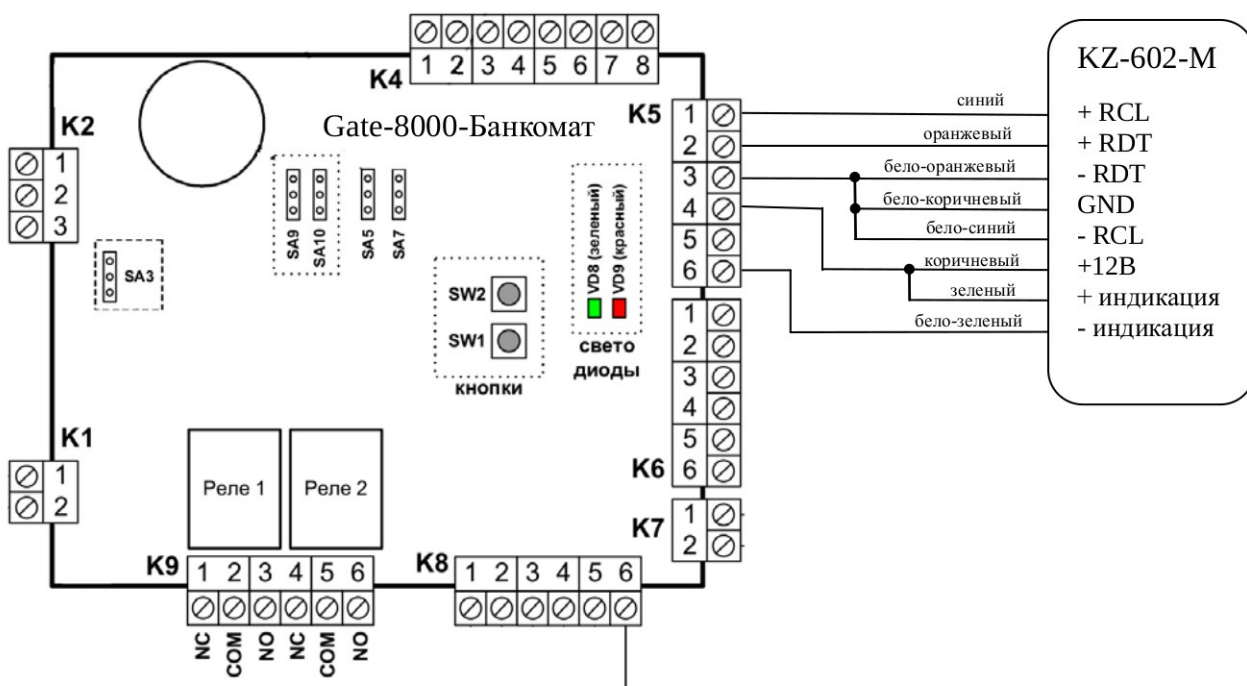 K4
1 2 3 4 5 6 7 8
K2
1
2
3
Gate-8000-Банкомат
K5
1
2
3
4
5
6
SA9
SA10
SA5
SA7
SA3
VD8 (зеленый)
VD9 (красный)
SW2
SW1
кнопки
свето
диоды
1
2
3
4
5
6
K6
K1
1
2
Реле 1
Реле 2
K7
1
2
K9
1 2 3 4 5 6
NC
COM
NO
NC
COM
NO
K8
1 2 3 4 5 6
KZ-602-M
синий
+ RCL
оранжевый
+ RDT
бело-оранжевый
- RDT
бело-коричневый
GND
бело-синий
- RCL
коричневый
+12В
зеленый
+ индикация
бело-зеленый
- индикация